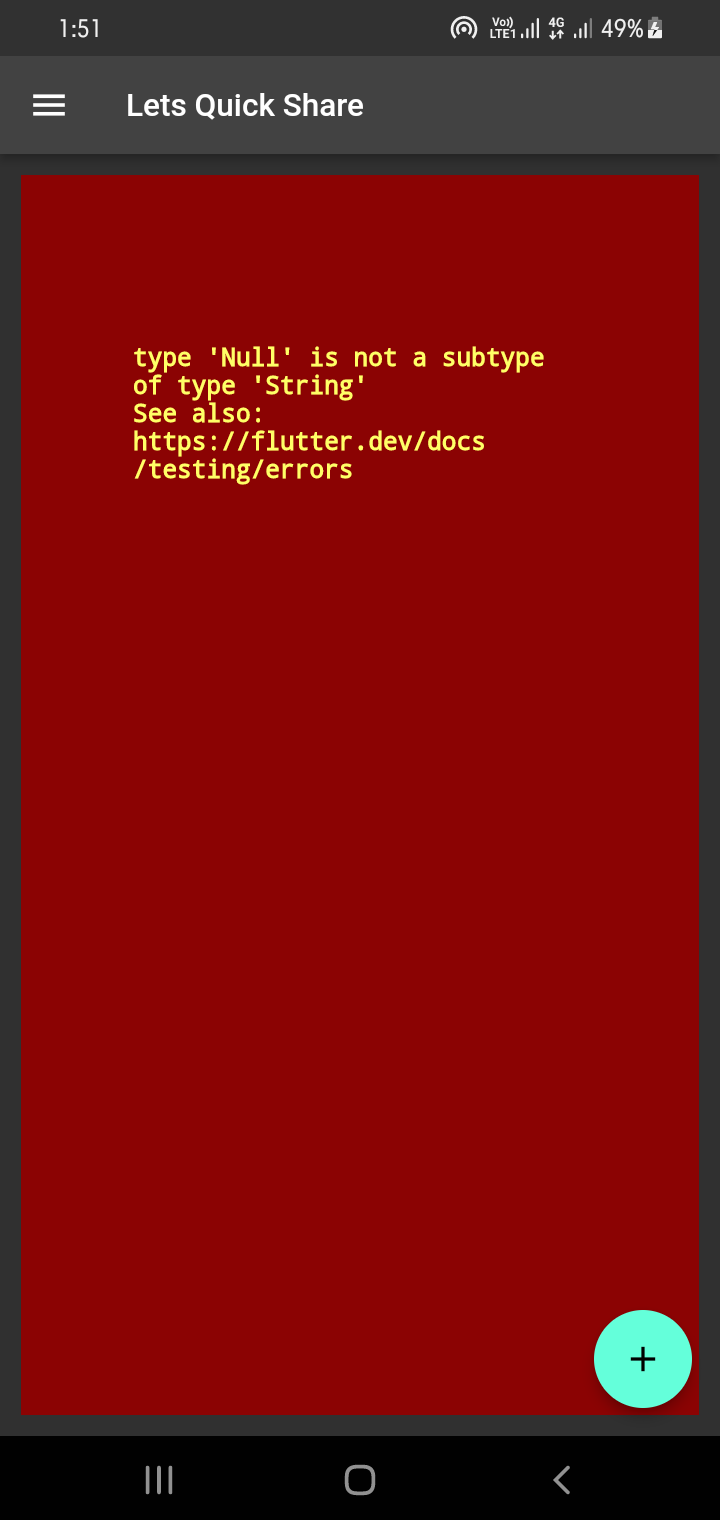 1:51
Vo)) LTE1 4G 49%
Lets Quick Share
type 'Null' is not a subtype
of type 'String'
See also:
https://flutter.dev/docs
/testing/errors